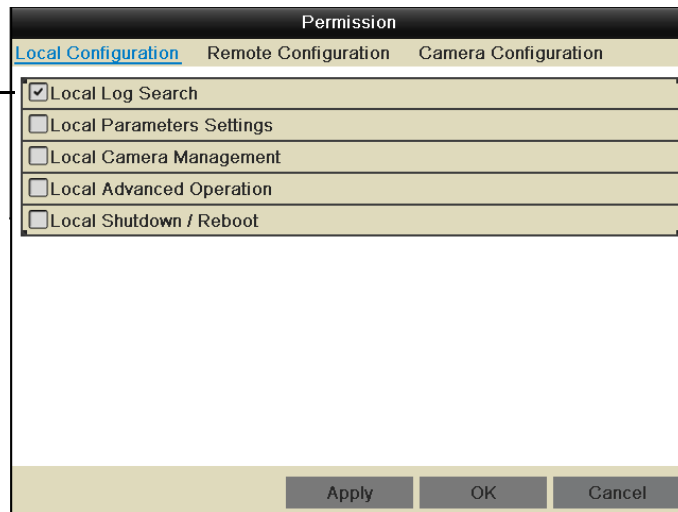 Permission
Local Configuration Remote Configuration Camera Configuration
Local Log Search
Local Parameters Settings
Local Camera Management
Local Advanced Operation
Local Shutdown / Reboot
Apply OK Cancel